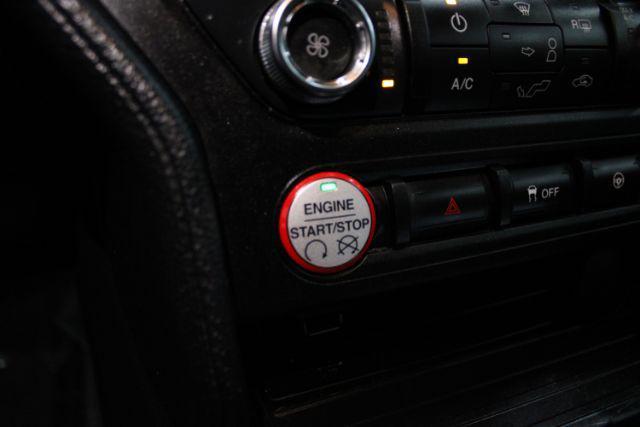 R
A/C
ENGINE
START/STOP
OFF